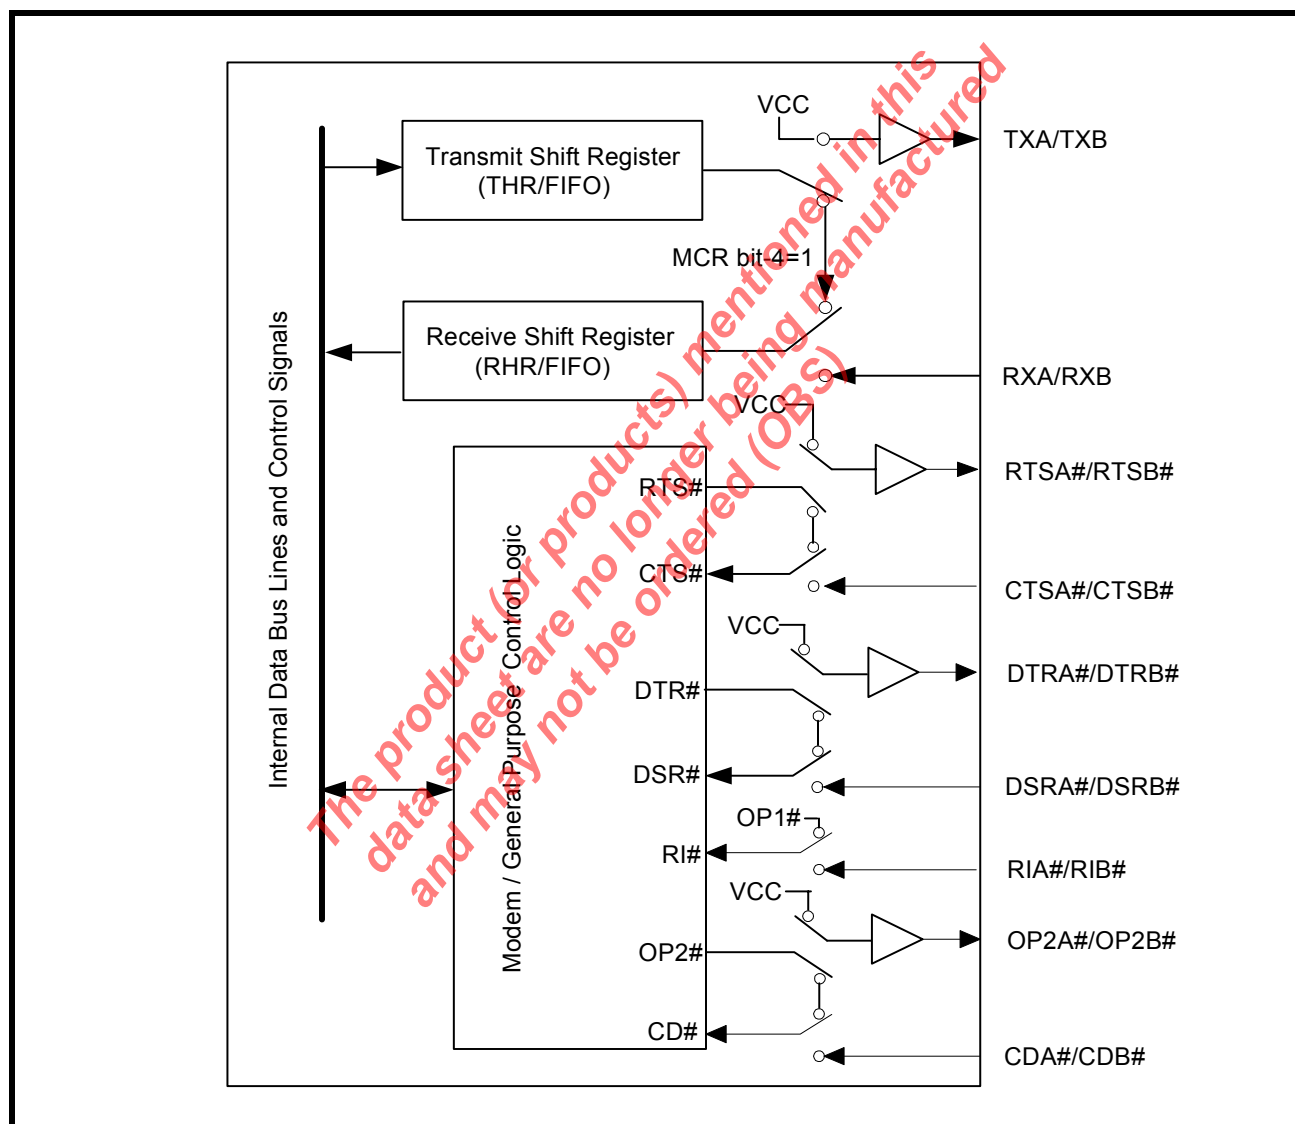 VCC
TXA/TXB
Transmit Shift Register
(THR/FIFO)
MCR bit-4=1
Receive Shift Register
(RHR/FIFO)
RXA/RXB
VCC
RTSA#/RTSB#
RTS#
CTS#
CTSA#/CTSB#
VCC
DTRA#/DTRB#
DTR#
DSR#
DSRA#/DSRB#
OP1#
RI#
RIA#/RIB#
VCC
OP2A#/OP2B#
OP2#
CD#
CDA#/CDB#
Internal Data Bus Lines and Control Signals
Modem / General Purpose Control Logic
The product (or products) mentioned in this
data sheet are no longer being manufactured
and may not be ordered (OBS)